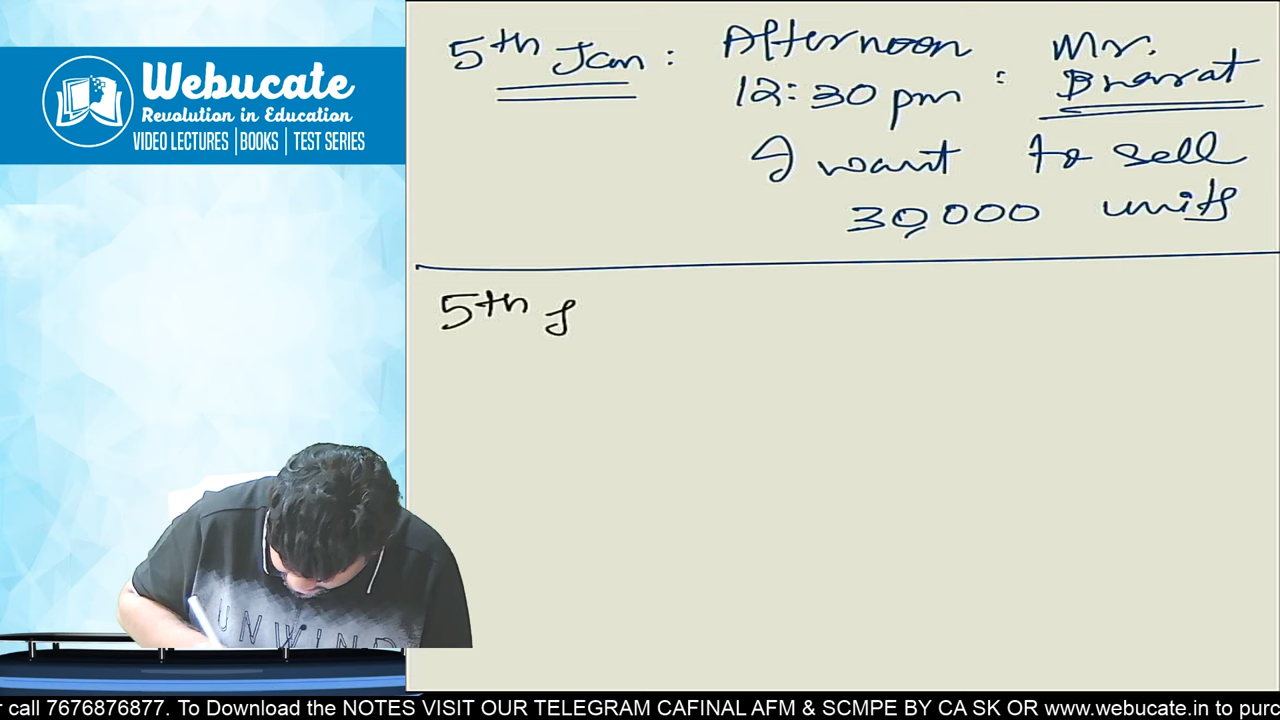 Webucate
Revolution in Education
VIDEO LECTURES | BOOKS | TEST SERIES
5th Jan : Afternoon 12:30 pm : Mr. Bharat
I want to sell
30,000 units
5th J
UNWIND
r call 7676876877. To Download the NOTES VISIT OUR TELEGRAM CAFINAL AFM & SCMPE BY CA SK OR www.webucate.in to purc